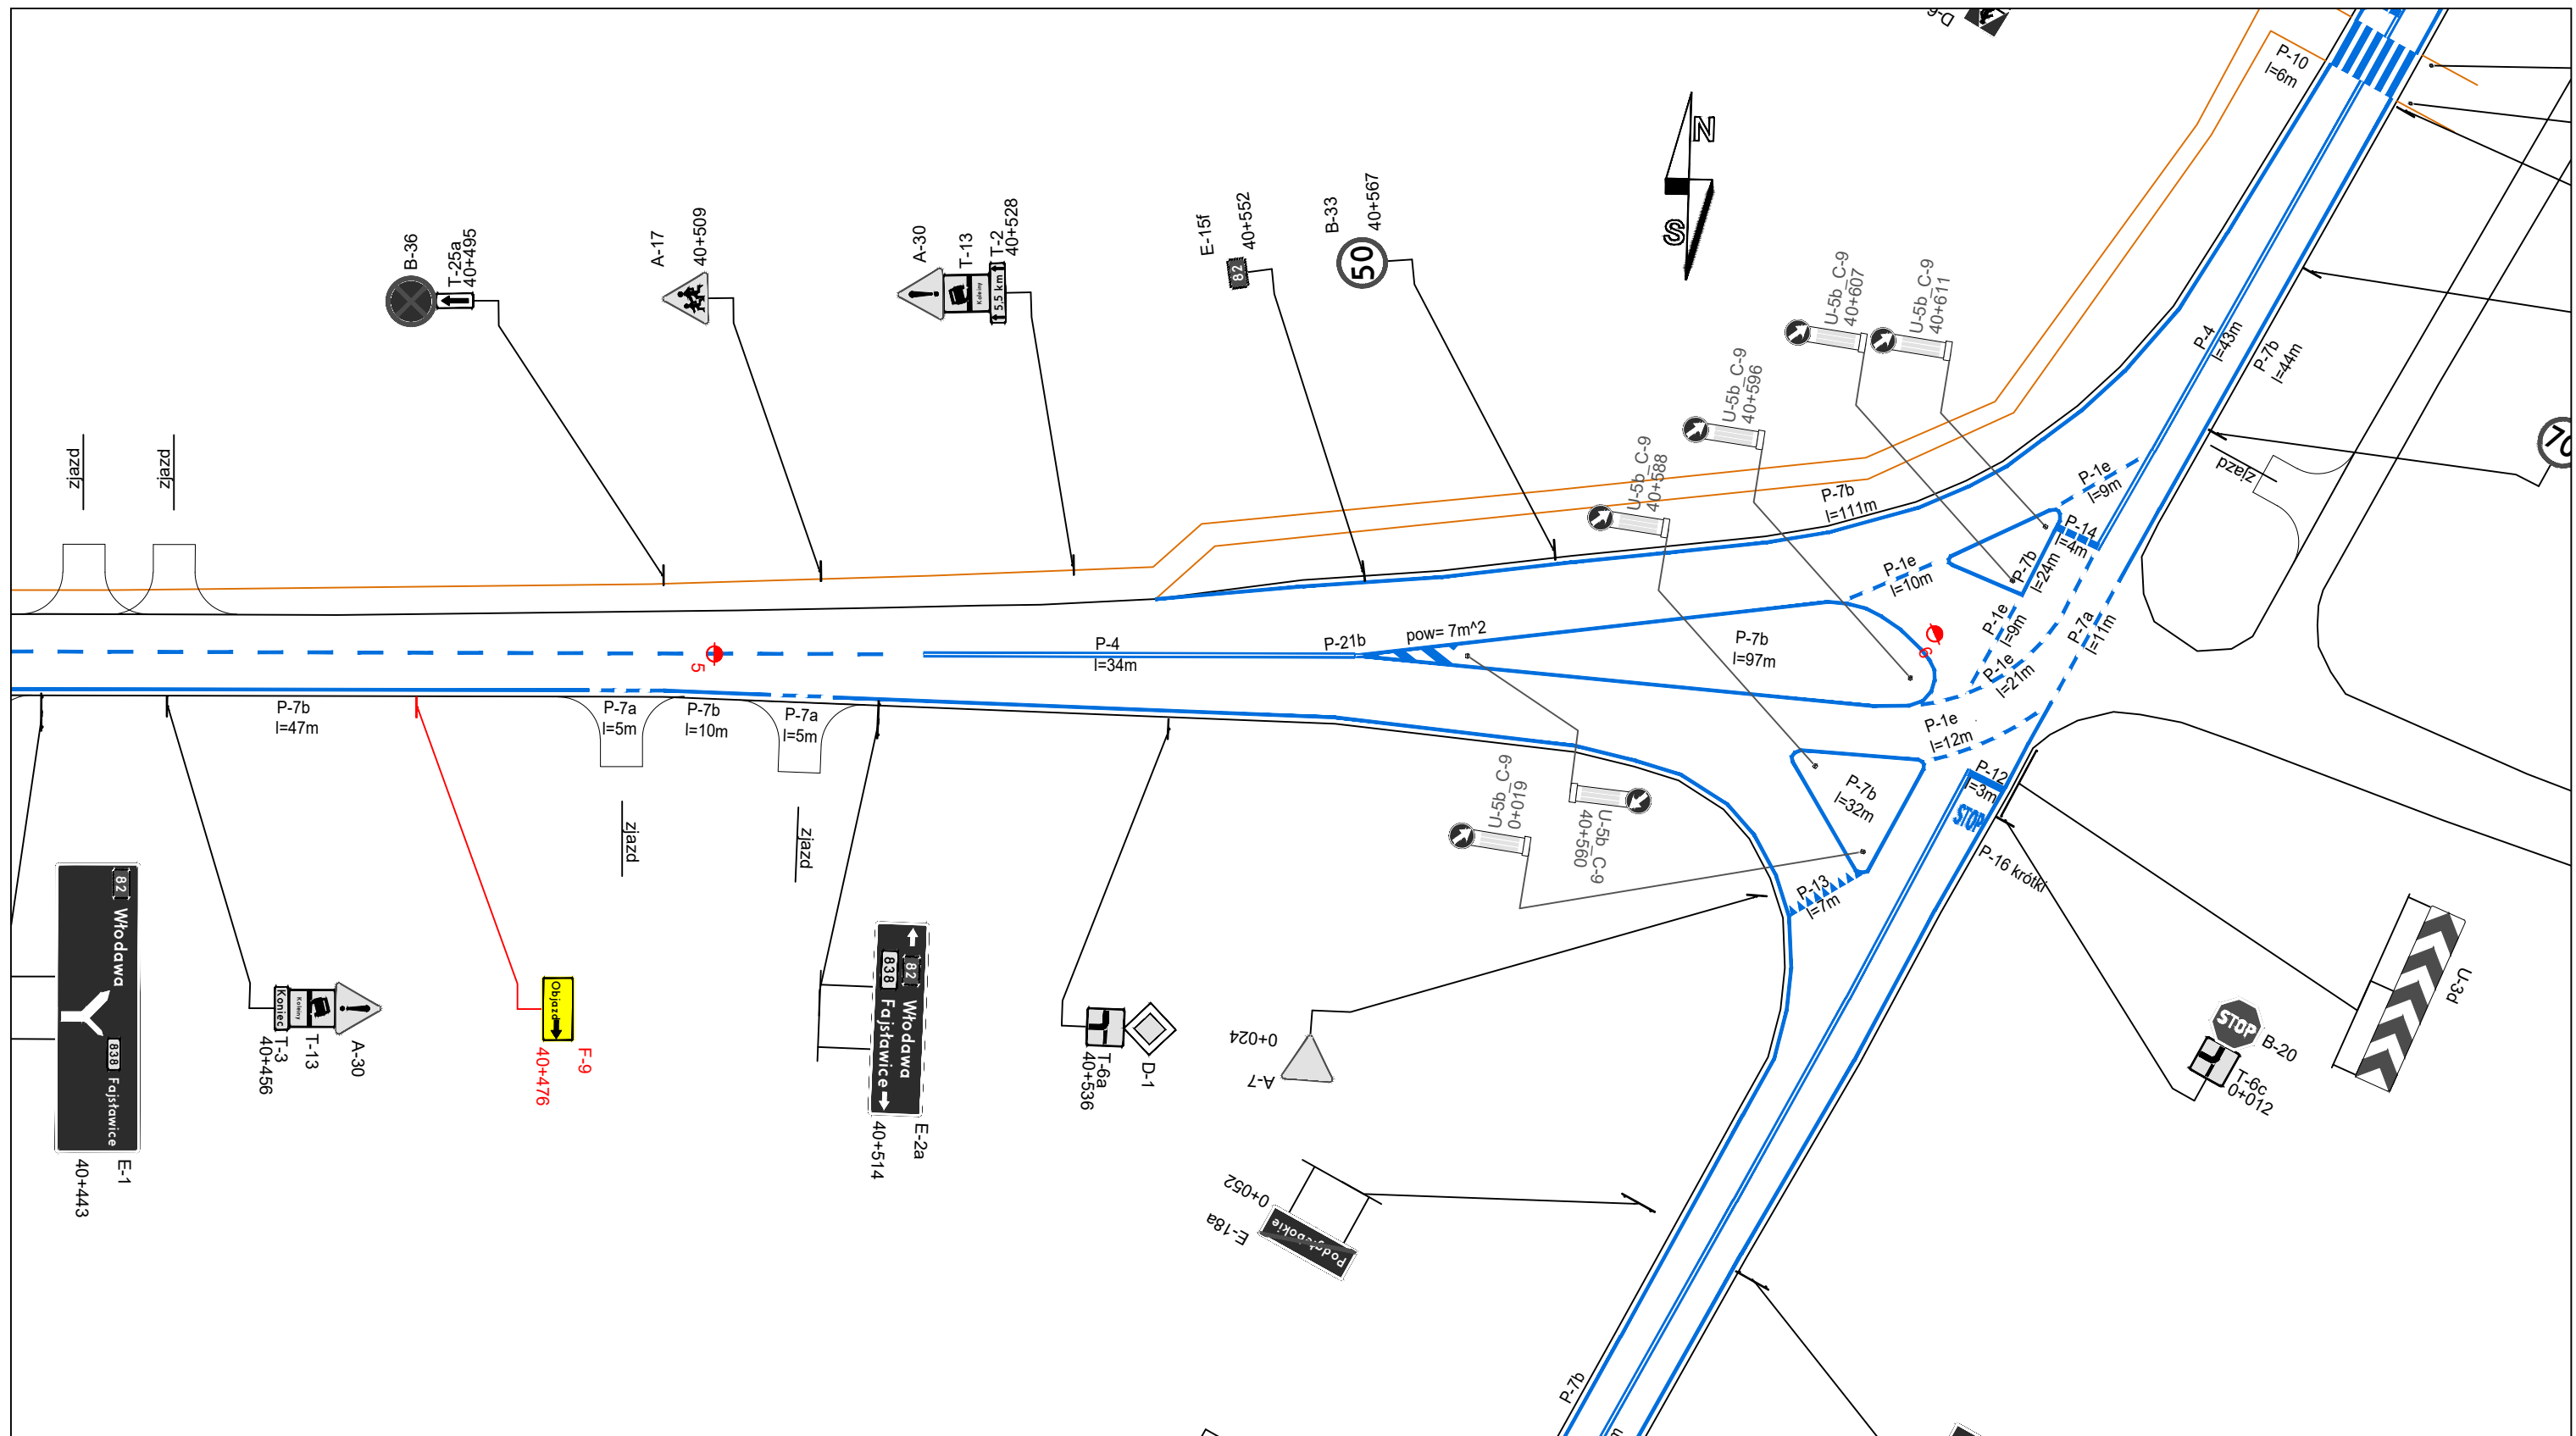 D-6
P-10
l=6m
N
S
B-36
T-25a
40+495
A-17
40+509
A-30
T-13
T-2
40+528
Koleiny
5,5 km
E-15f
40+552
82
B-33
40+567
50
U-5b_C-9
40+607
U-5b_C-9
40+611
U-5b_C-9
40+596
U-5b_C-9
40+588
P-4
l=43m
P-7b
l=44m
70
zjazd
zjazd
zjazd
P-7b
l=111m
P-1e
l=9m
P-14
l=4m
P-7b
l=24m
P-1e
l=10m
P-1e
l=9m
P-7a
l=11m
P-1e
l=21m
P-1e
l=12m
6
5
P-4
l=34m
P-21b
pow= 7m^2
P-7b
l=97m
P-7b
l=47m
P-7a
l=5m
P-7b
l=10m
P-7a
l=5m
zjazd
zjazd
P-7b
l=32m
P-12
l=3m
STOP
P-16 krótki
P-13
l=7m
U-5b_C-9
0+019
U-5b_C-9
40+560
82 Włodawa
838 Fajsławice
E-1
40+443
Koniec
Koleiny
A-30
T-13
T-3
40+456
Objazd
F-9
40+476
82 Włodawa
838 Fajsławice
E-2a
40+514
D-1
T-6a
40+536
0+024
A-7
0+052
E-18a
Podgłębokie
STOP
B-20
T-6c
0+012
U-3d
P-7b
m